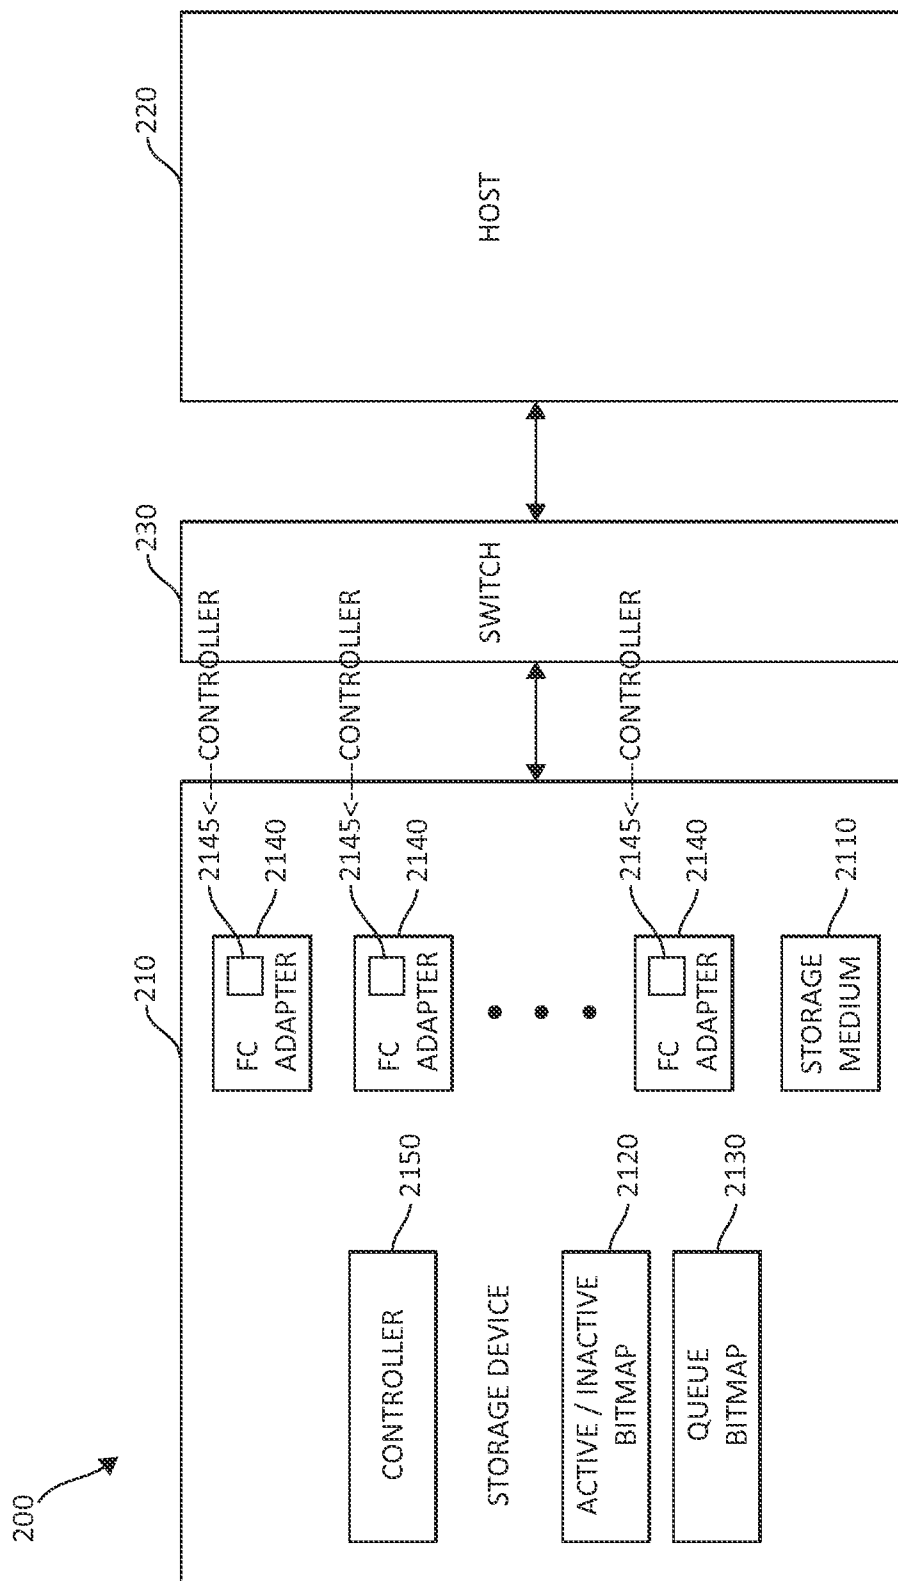 200
210
230
220
2145<----CONTROLLER
FC
ADAPTER
2140
2145<----CONTROLLER
FC
ADAPTER
2140
CONTROLLER
2150
STORAGE DEVICE
SWITCH
HOST
ACTIVE / INACTIVE
BITMAP
2120
2145<----CONTROLLER
FC
ADAPTER
2140
QUEUE
BITMAP
2130
STORAGE
MEDIUM
2110